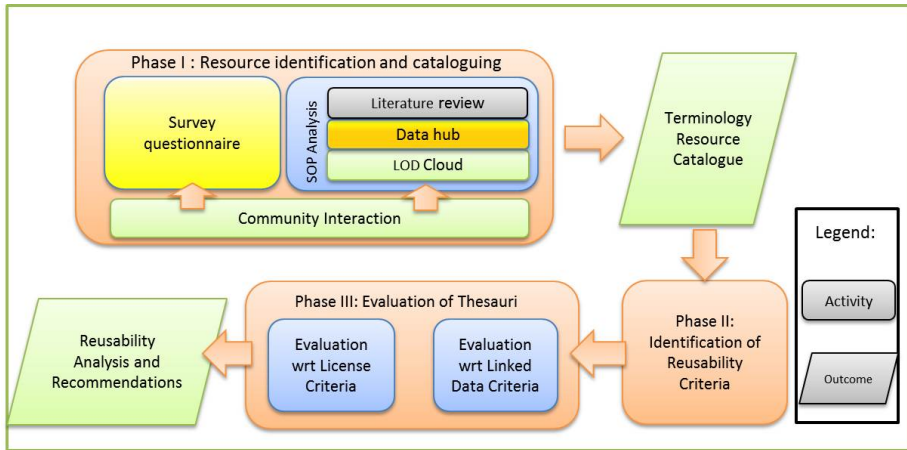 Phase I : Resource identification and cataloguing
Survey
questionnaire
SOP Analysis
Literature review
Data hub
LOD Cloud
Community Interaction
Terminology
Resource
Catalogue
Legend:
Activity
Outcome
Phase II:
Identification of
Reusability
Criteria
Phase III: Evaluation of Thesauri
Evaluation
wrt License
Criteria
Evaluation
wrt Linked
Data Criteria
Reusability
Analysis and
Recommendations